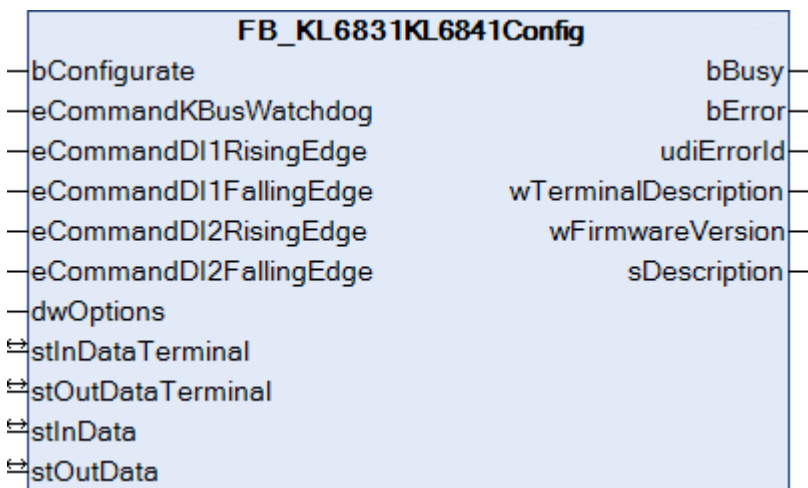 FB_KL6831KL6841Config
bConfigurate bBusy
eCommandKBusWatchdog bError
eCommandDI1RisingEdge udiErrorId
eCommandDI1FallingEdge wTerminalDescription
eCommandDI2RisingEdge wFirmwareVersion
eCommandDI2FallingEdge sDescription
dwOptions
stInDataTerminal
stOutDataTerminal
stInData
stOutData